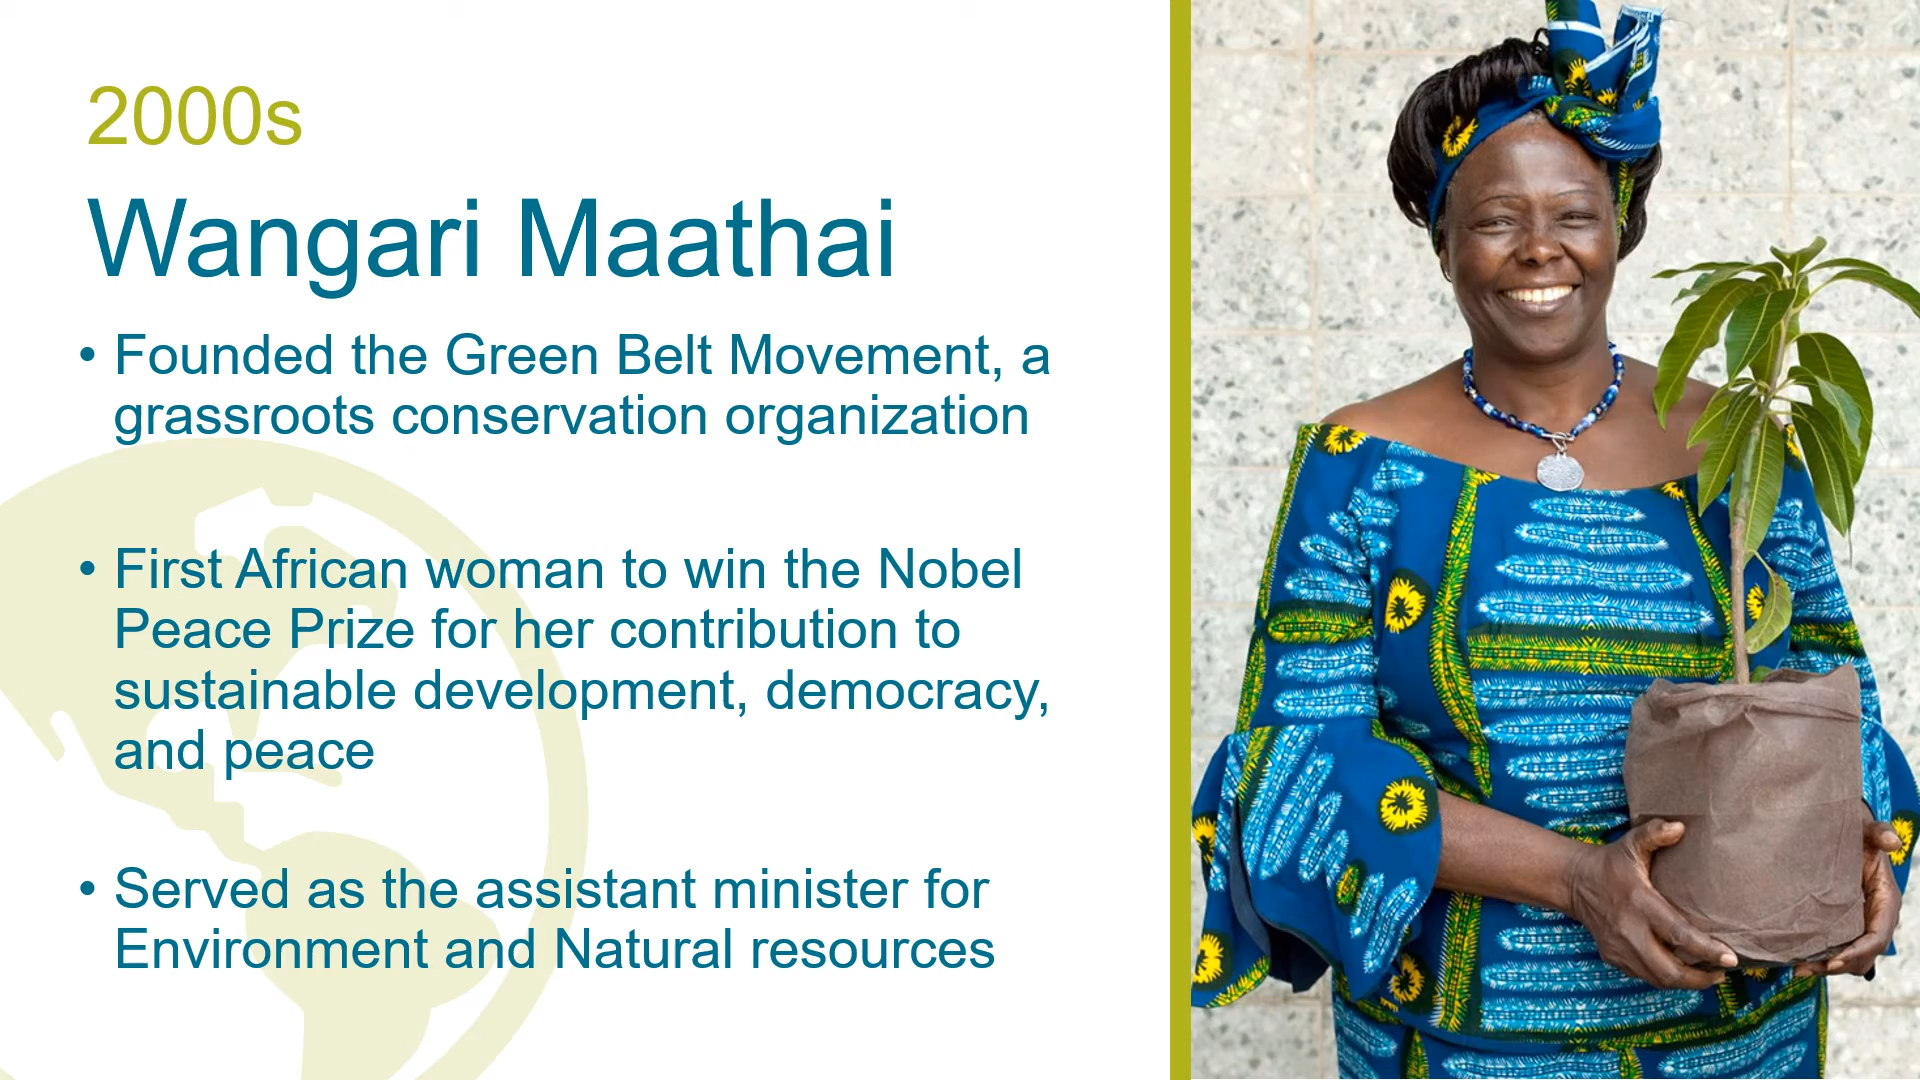 2000s
Wangari Maathai
• Founded the Green Belt Movement, a
grassroots conservation organization
• First African woman to win the Nobel
Peace Prize for her contribution to
sustainable development, democracy,
and peace
• Served as the assistant minister for
Environment and Natural resources